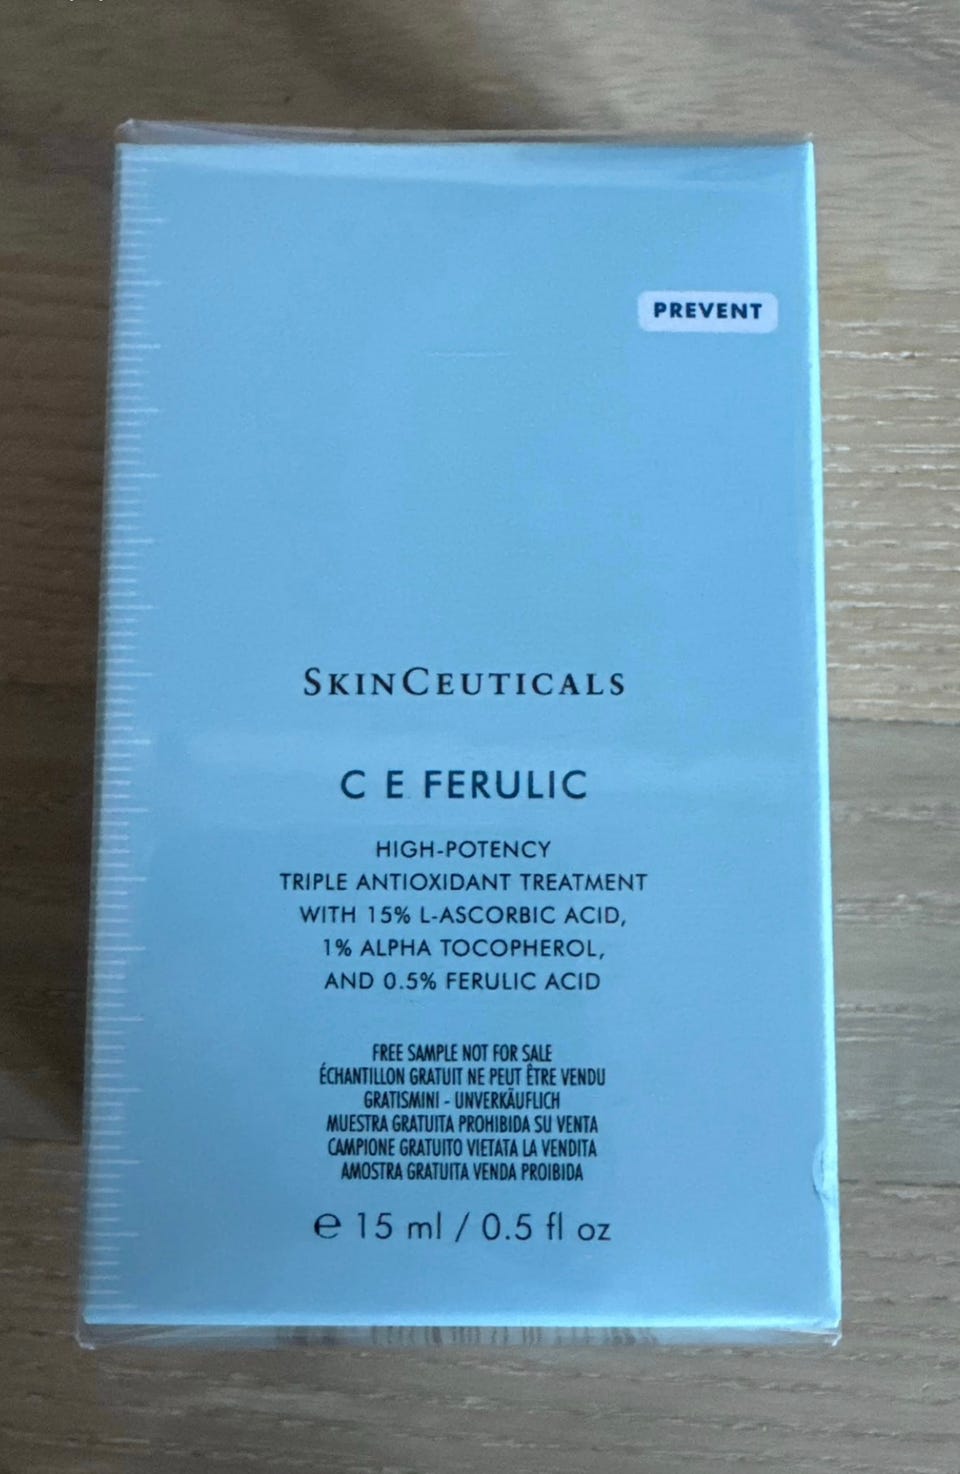 PREVENT
SKINCEUTICALS
C E FERULIC
HIGH-POTENCY
TRIPLE ANTIOXIDANT TREATMENT
WITH 15% L-ASCORBIC ACID,
1% ALPHA TOCOPHEROL,
AND 0.5% FERULIC ACID
FREE SAMPLE NOT FOR SALE
ÉCHANTILLON GRATUIT NE PEUT ÊTRE VENDU
GRATISMINI - UNVERKÄUFLICH
MUESTRA GRATUITA PROHIBIDA SU VENTA
CAMPIONE GRATUITO VIETATA LA VENDITA
AMOSTRA GRATUITA VENDA PROIBIDA
℮ 15 ml / 0.5 fl oz